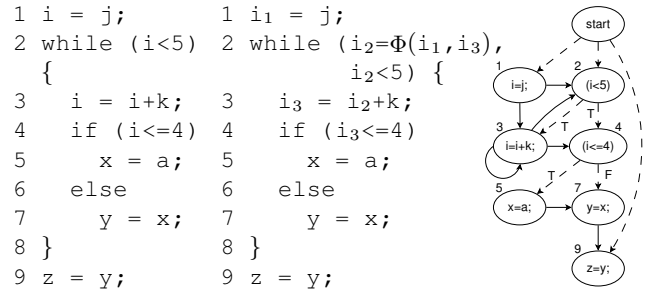 1 i = j;
2 while (i<5)
{
3 i = i+k;
4 if (i<=4)
5 x = a;
6 else
7 y = x;
8 }
9 z = y;
1 i₁ = j;
2 while (i₂=Φ(i₁,i₃),
i₂<5) {
3 i₃ = i₂+k;
4 if (i₃<=4)
5 x = a;
6 else
7 y = x;
8 }
9 z = y;
start
1 2
i=j; (i<5)
T T
3 4
i=i+k; (i<=4)
T F
5 7
x=a; y=x;
9
z=y;